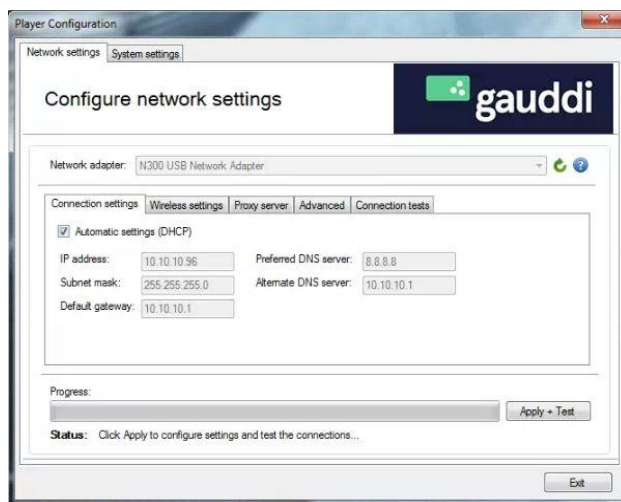 Player Configuration
Network settings System settings
Configure network settings
gauddi
Network adapter: N300 USB Network Adapter
Connection settings Wireless settings Proxy server Advanced Connection tests
Automatic settings (DHCP)
IP address: 10.10.10.96 Preferred DNS server: 8.8.8.8
Subnet mask: 255.255.255.0 Alternate DNS server: 10.10.10.1
Default gateway: 10.10.10.1
Progress:
Apply + Test
Status: Click Apply to configure settings and test the connections...
Exit